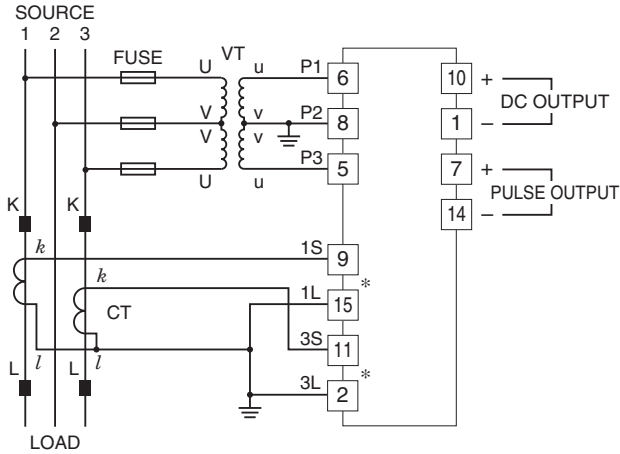 SOURCE
1 2 3
FUSE
VT
U u P1 6
10 +
DC OUTPUT
V v P2 8
1 –
V v
7 +
P3 5
U u
PULSE OUTPUT
14 –
K K
k 1S 9
k 1L 15 *
CT
3S 11
l l *
L L 3L 2
LOAD